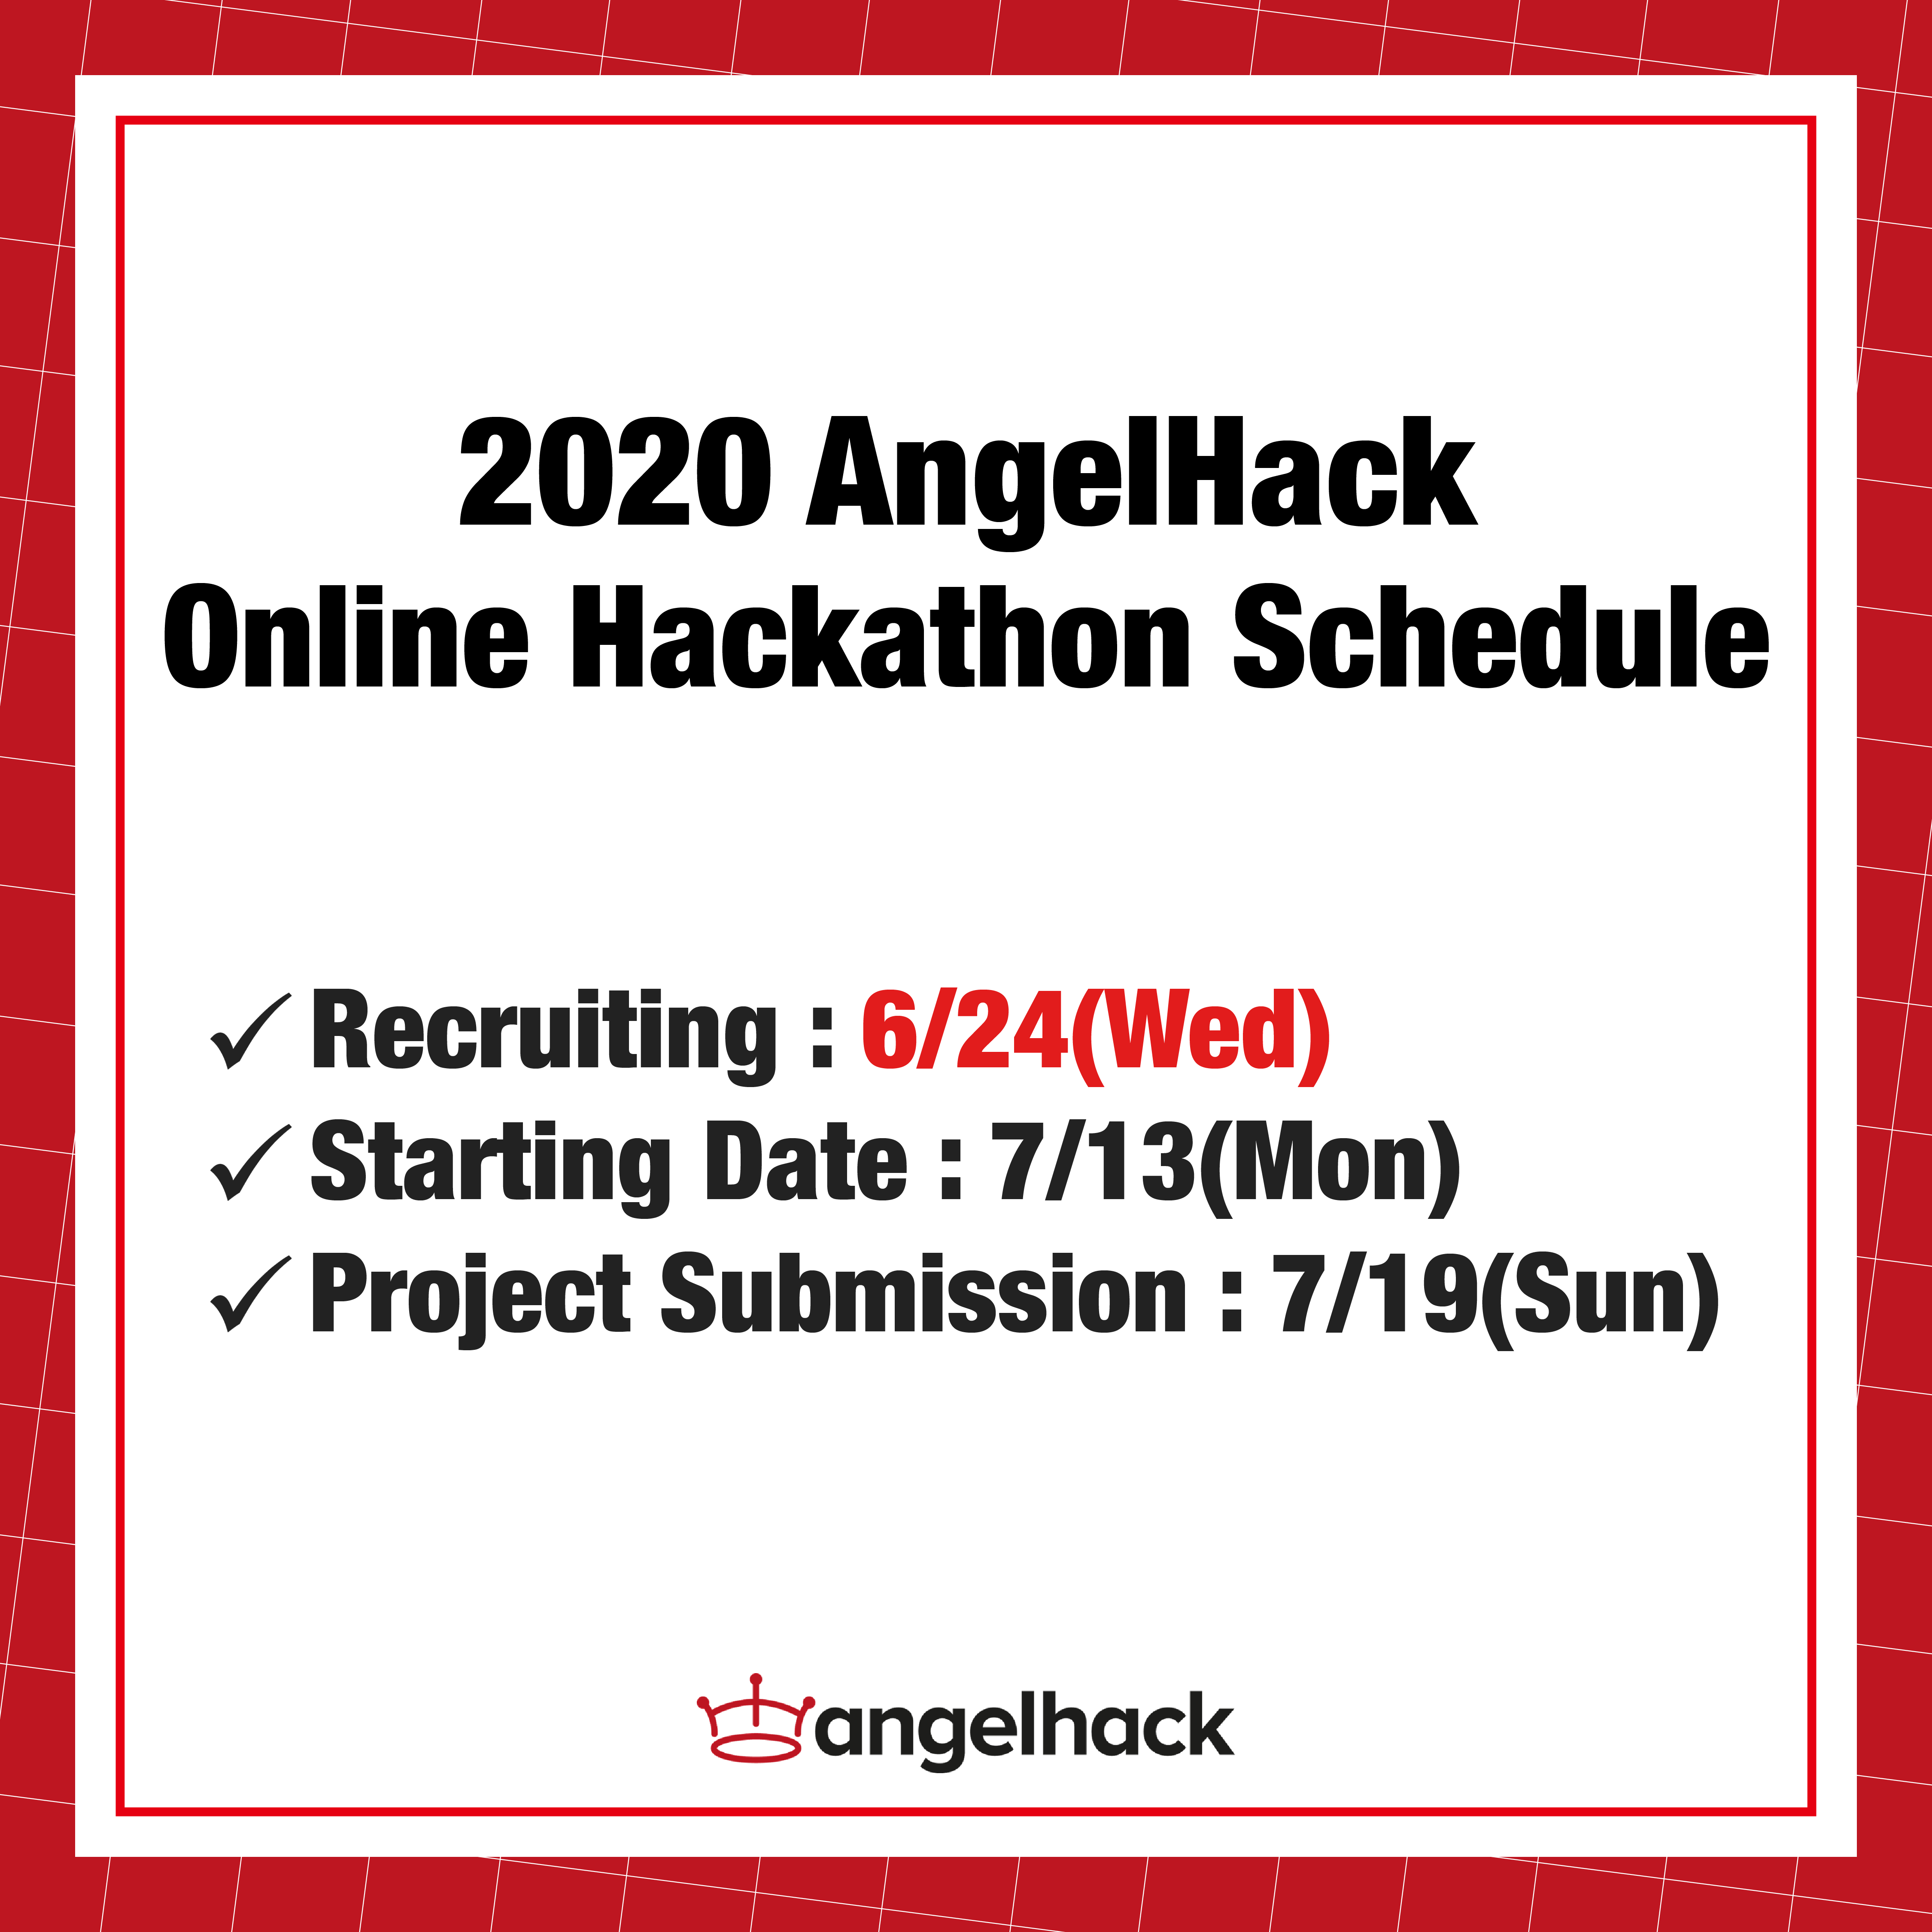 2020 AngelHack
Online Hackathon Schedule
✓ Recruiting : 6/24(Wed)
✓ Starting Date : 7/13(Mon)
✓ Project Submission : 7/19(Sun)
angelhack